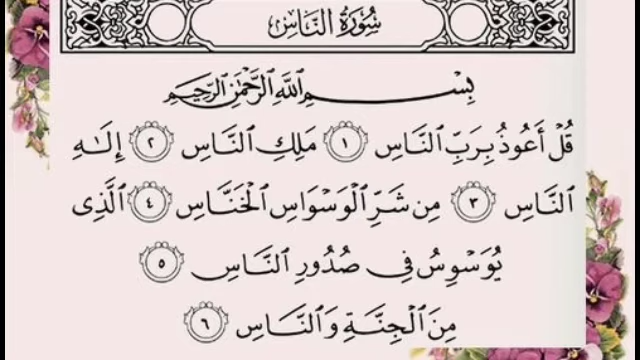 سُورَةُ النَّاسِ
بِسْمِ اللَّهِ الرَّحْمَٰنِ الرَّحِيمِ
قُلْ أَعُوذُ بِرَبِّ النَّاسِ ١ مَلِكِ النَّاسِ ٢ إِلَٰهِ
النَّاسِ ٣ مِن شَرِّ الْوَسْوَاسِ الْخَنَّاسِ ٤ الَّذِى
يُوَسْوِسُ فِى صُدُورِ النَّاسِ ٥
مِنَ الْجِنَّةِ وَالنَّاسِ ٦